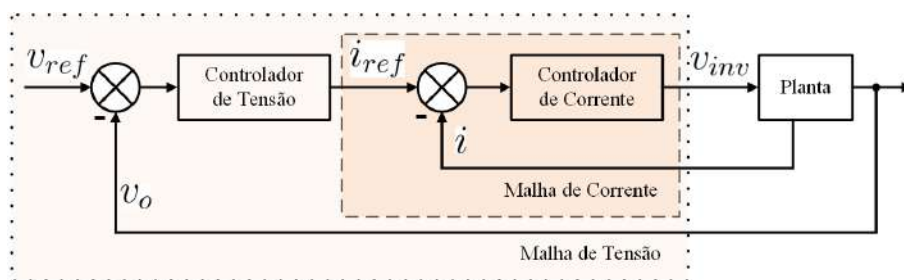 v_ref
Controlador
de Tensão
i_ref
Controlador
de Corrente
v_inv
Planta
-
-
i
Malha de Corrente
v_o
Malha de Tensão